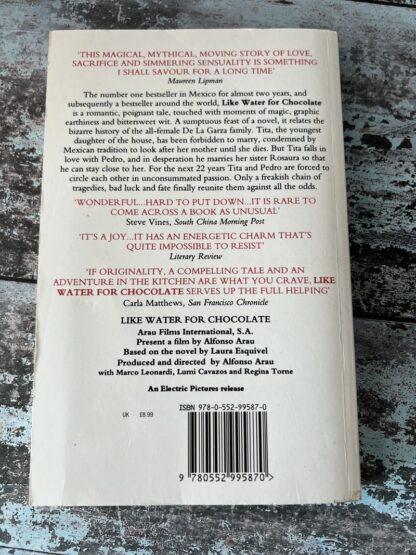 'THIS MAGICAL, MYTHICAL, MOVING STORY OF LOVE,
SACRIFICE AND SIMMERING SENSUALITY IS SOMETHING
I SHALL SAVOUR FOR A LONG TIME'
Maureen Lipman
The number one bestseller in Mexico for almost two years, and
subsequently a bestseller around the world, Like Water for Chocolate
is a romantic, poignant tale, touched with moments of magic, graphic
earthiness and bittersweet wit. A sumptuous feast of a novel, it relates the
bizarre history of the all-female De La Garza family. Tita, the youngest
daughter of the house, has been forbidden to marry, condemned by
Mexican tradition to look after her mother until she dies. But Tita falls in
love with Pedro, and in desperation he marries her sister Rosaura so that
he can stay close to her. For the next 22 years Tita and Pedro are forced to
circle each other in unconsummated passion. Only a freakish chain of
tragedies, bad luck and fate finally reunite them against all the odds.
'WONDERFUL...HARD TO PUT DOWN...IT IS RARE TO
COME ACROSS A BOOK AS UNUSUAL'
Steve Vines, South China Morning Post
'IT'S A JOY...IT HAS AN ENERGETIC CHARM THAT'S
QUITE IMPOSSIBLE TO RESIST'
Literary Review
'IF ORIGINALITY, A COMPELLING TALE AND AN
ADVENTURE IN THE KITCHEN ARE WHAT YOU CRAVE, LIKE
WATER FOR CHOCOLATE SERVES UP THE FULL HELPING'
Carla Matthews, San Francisco Chronicle
LIKE WATER FOR CHOCOLATE
Arau Films International, S.A.
Present a film by Alfonso Arau
Based on the novel by Laura Esquivel
Produced and directed by Alfonso Arau
with Marco Leonardi, Lumi Cavazos and Regina Torne
An Electric Pictures release
ISBN 978-0-552-99587-0
UK £8.99
9 780552 995870 >